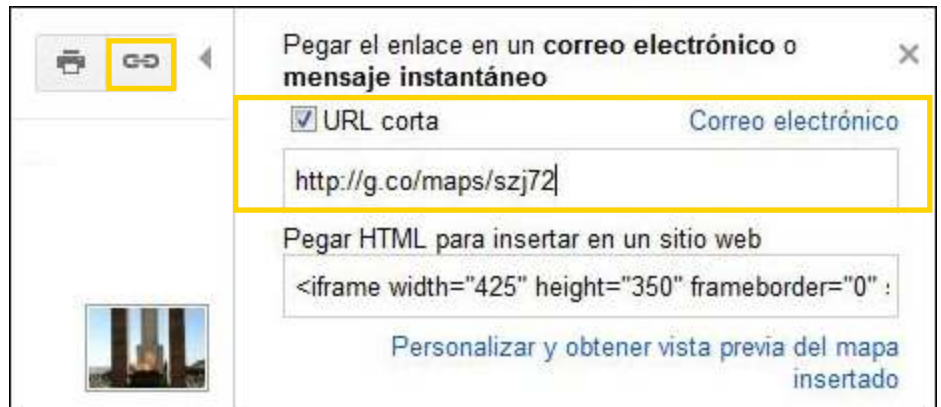 Pegar el enlace en un correo electrónico o
mensaje instantáneo
URL corta
Correo electrónico
http://g.co/maps/szj72
Pegar HTML para insertar en un sitio web
<iframe width="425" height="350" frameborder="0" s
Personalizar y obtener vista previa del mapa
insertado